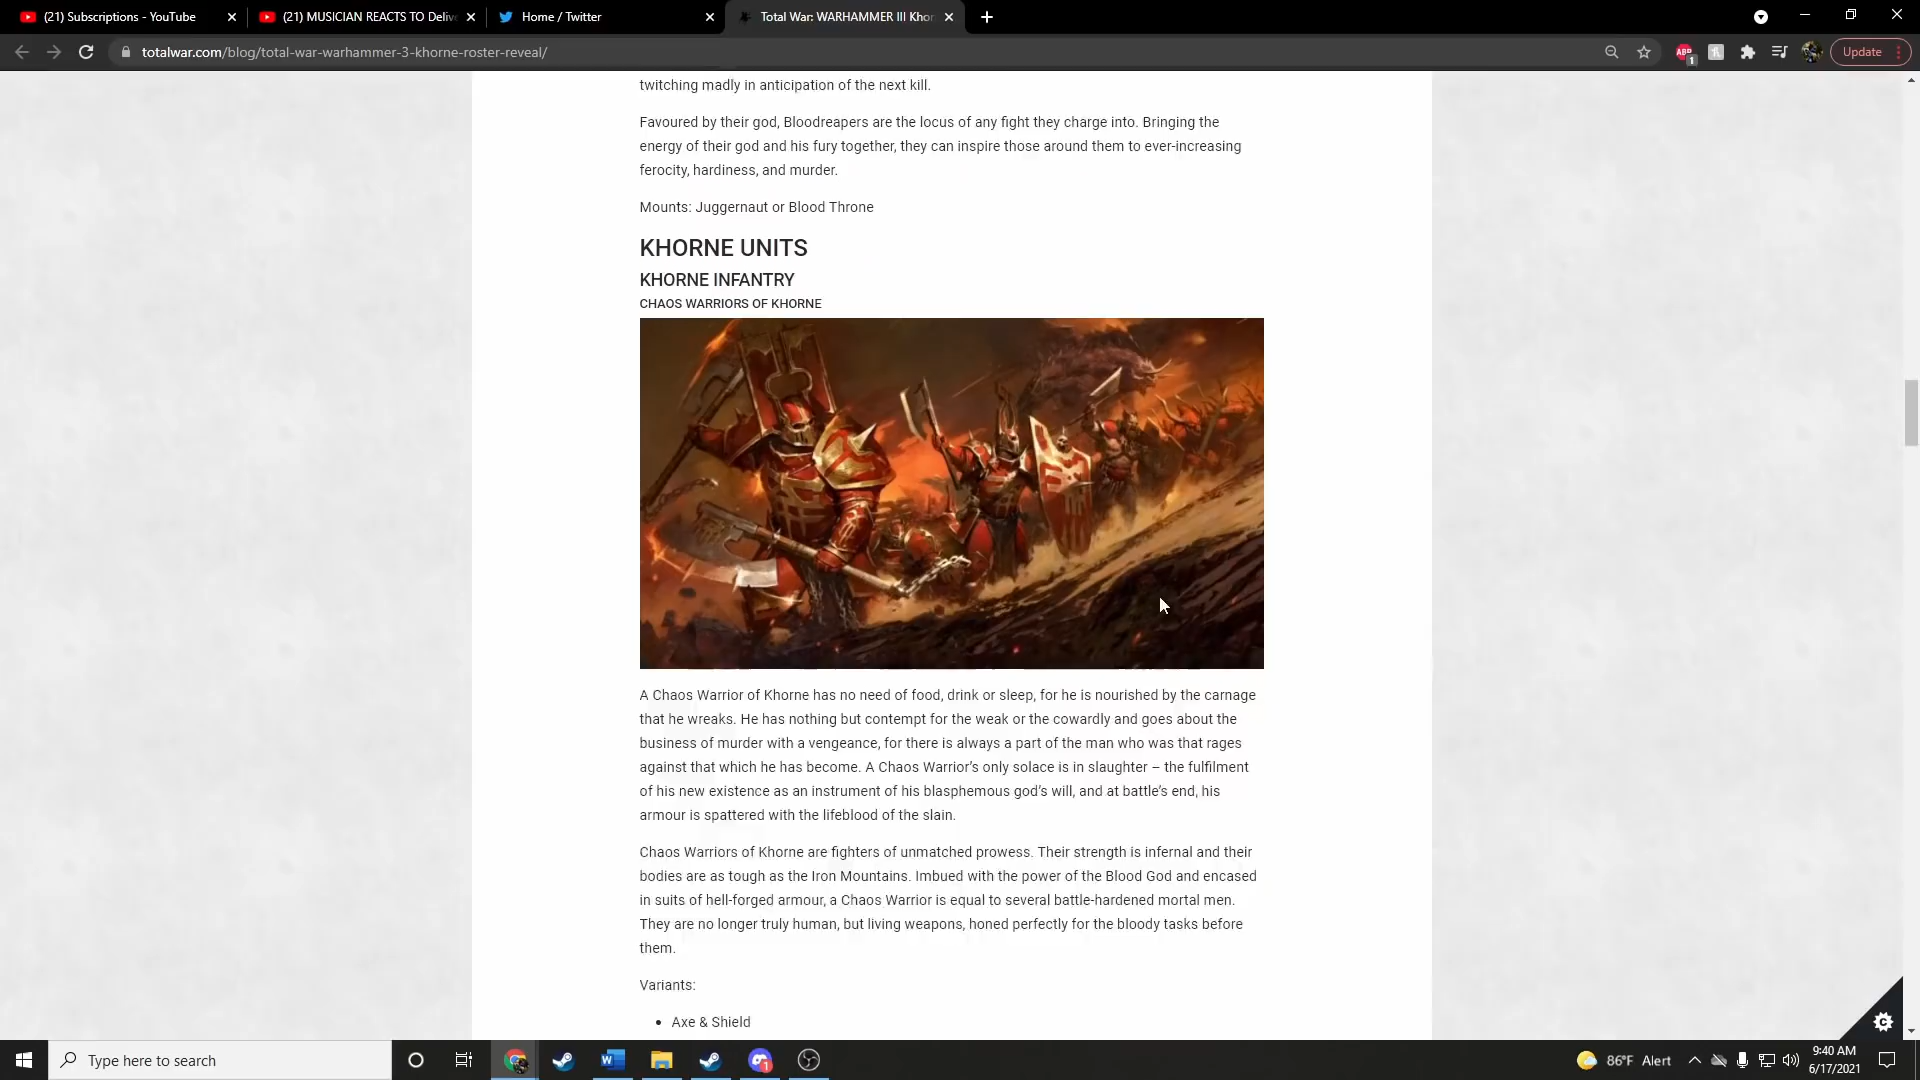 (21) Subscriptions - YouTube
(21) MUSICIAN REACTS TO Delive
Home / Twitter
Total War: WARHAMMER III Khor
totalwar.com/blog/total-war-warhammer-3-khorne-roster-reveal/
ABP
1
Update
twitching madly in anticipation of the next kill.
Favoured by their god, Bloodreapers are the locus of any fight they charge into. Bringing the
energy of their god and his fury together, they can inspire those around them to ever-increasing
ferocity, hardiness, and murder.
Mounts: Juggernaut or Blood Throne
KHORNE UNITS
KHORNE INFANTRY
CHAOS WARRIORS OF KHORNE
A Chaos Warrior of Khorne has no need of food, drink or sleep, for he is nourished by the carnage
that he wreaks. He has nothing but contempt for the weak or the cowardly and goes about the
business of murder with a vengeance, for there is always a part of the man who was that rages
against that which he has become. A Chaos Warrior's only solace is in slaughter – the fulfilment
of his new existence as an instrument of his blasphemous god's will, and at battle's end, his
armour is spattered with the lifeblood of the slain.
Chaos Warriors of Khorne are fighters of unmatched prowess. Their strength is infernal and their
bodies are as tough as the Iron Mountains. Imbued with the power of the Blood God and encased
in suits of hell-forged armour, a Chaos Warrior is equal to several battle-hardened mortal men.
They are no longer truly human, but living weapons, honed perfectly for the bloody tasks before
them.
Variants:
• Axe & Shield
Type here to search
W
1
86°F Alert
9:40 AM
6/17/2021